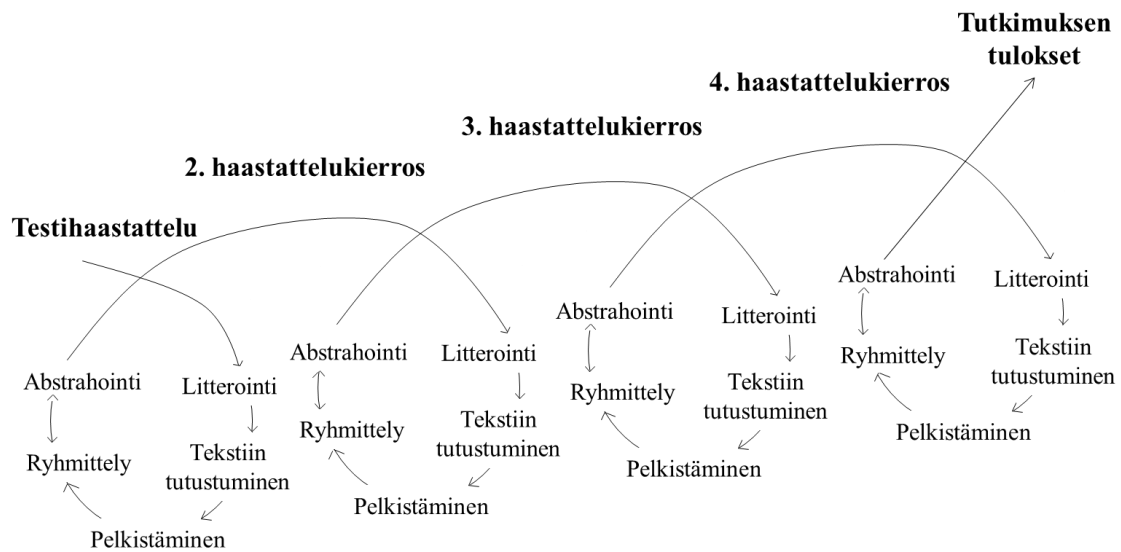 Tutkimuksen
tulokset
4. haastattelukierros
3. haastattelukierros
2. haastattelukierros
Testihaastattelu
Abstrahointi
Litterointi
Ryhmittely
Tekstiin
tutustuminen
Pelkistäminen
Abstrahointi
Litterointi
Ryhmittely
Tekstiin
tutustuminen
Pelkistäminen
Abstrahointi
Litterointi
Ryhmittely
Tekstiin
tutustuminen
Pelkistäminen
Abstrahointi
Litterointi
Ryhmittely
Tekstiin
tutustuminen
Pelkistäminen